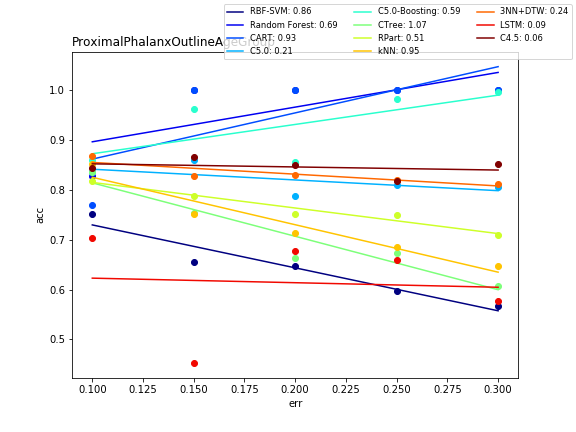 RBF-SVM: 0.86 C5.0-Boosting: 0.59 3NN+DTW: 0.24
Random Forest: 0.69 CTree: 1.07 LSTM: 0.09
CART: 0.93 RPart: 0.51 C4.5: 0.06
C5.0: 0.21 kNN: 0.95
ProximalPhalanxOutlineAgeGroup
1.0
0.9
0.8
0.7
0.6
0.5
acc
0.100 0.125 0.150 0.175 0.200 0.225 0.250 0.275 0.300
err